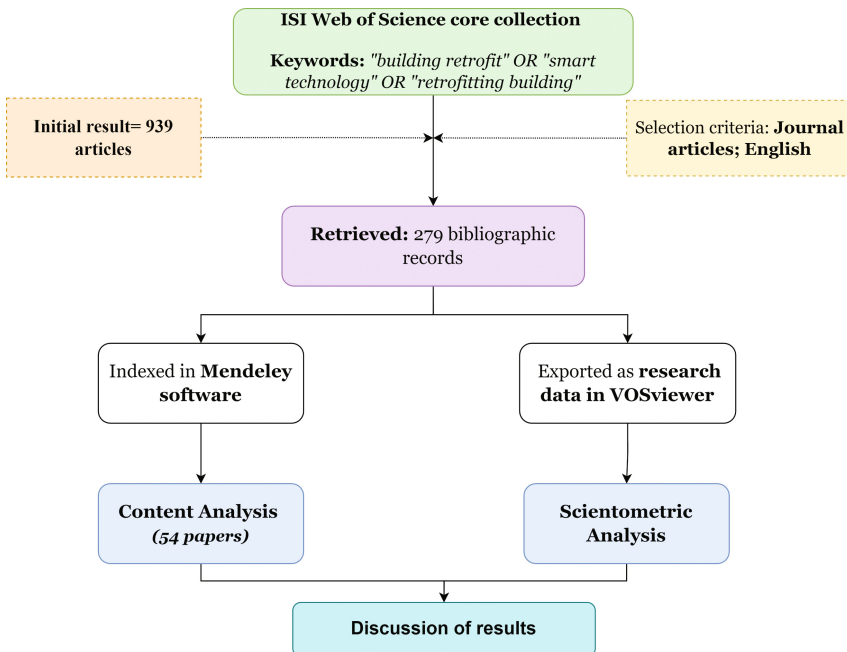 ISI Web of Science core collection
Keywords: "building retrofit" OR "smart
technology" OR "retrofitting building"
Initial result= 939
articles
Selection criteria: Journal
articles; English
Retrieved: 279 bibliographic
records
Indexed in Mendeley
software
Exported as research
data in VOSviewer
Content Analysis
(54 papers)
Scientometric
Analysis
Discussion of results